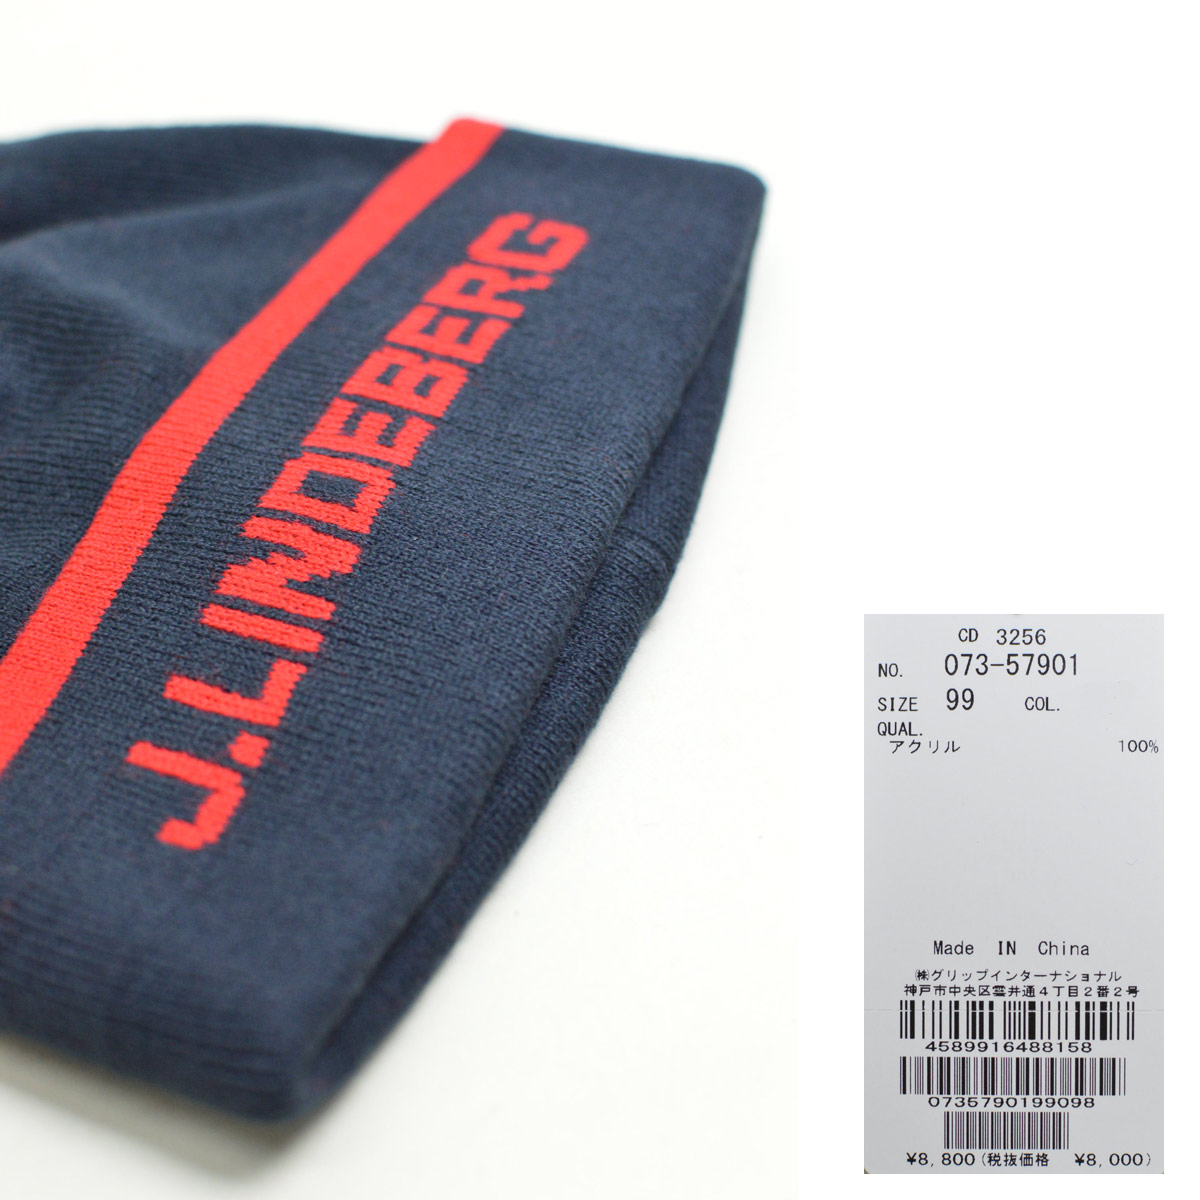 J.LINDEBERG
CD 3256
NO. 073-57901
SIZE 99 COL.
QUAL.
アクリル 100%
Made IN China
㈱グリップインターナショナル
神戸市中央区雲井通4丁目2番2号
4589916488158
0735790199098
¥8,800(税抜価格 ¥8,000)